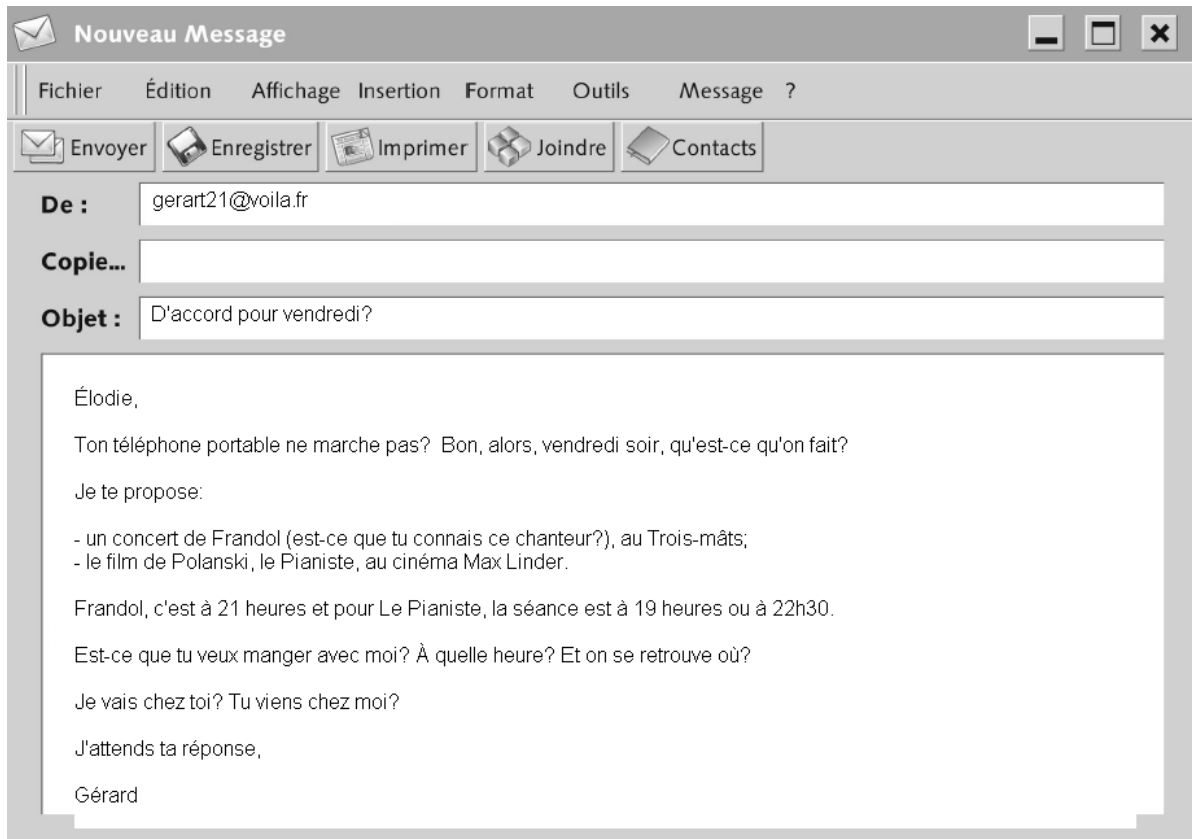 Nouveau Message
Fichier Édition Affichage Insertion Format Outils Message ?
Envoyer Enregistrer Imprimer Joindre Contacts
De : gerart21@voila.fr
Copie...
Objet : D'accord pour vendredi?
Élodie,
Ton téléphone portable ne marche pas? Bon, alors, vendredi soir, qu'est-ce qu'on fait?
Je te propose:
- un concert de Frandol (est-ce que tu connais ce chanteur?), au Trois-mâts;
- le film de Polanski, le Pianiste, au cinéma Max Linder.
Frandol, c'est à 21 heures et pour Le Pianiste, la séance est à 19 heures ou à 22h30.
Est-ce que tu veux manger avec moi? À quelle heure? Et on se retrouve où?
Je vais chez toi? Tu viens chez moi?
J'attends ta réponse,
Gérard